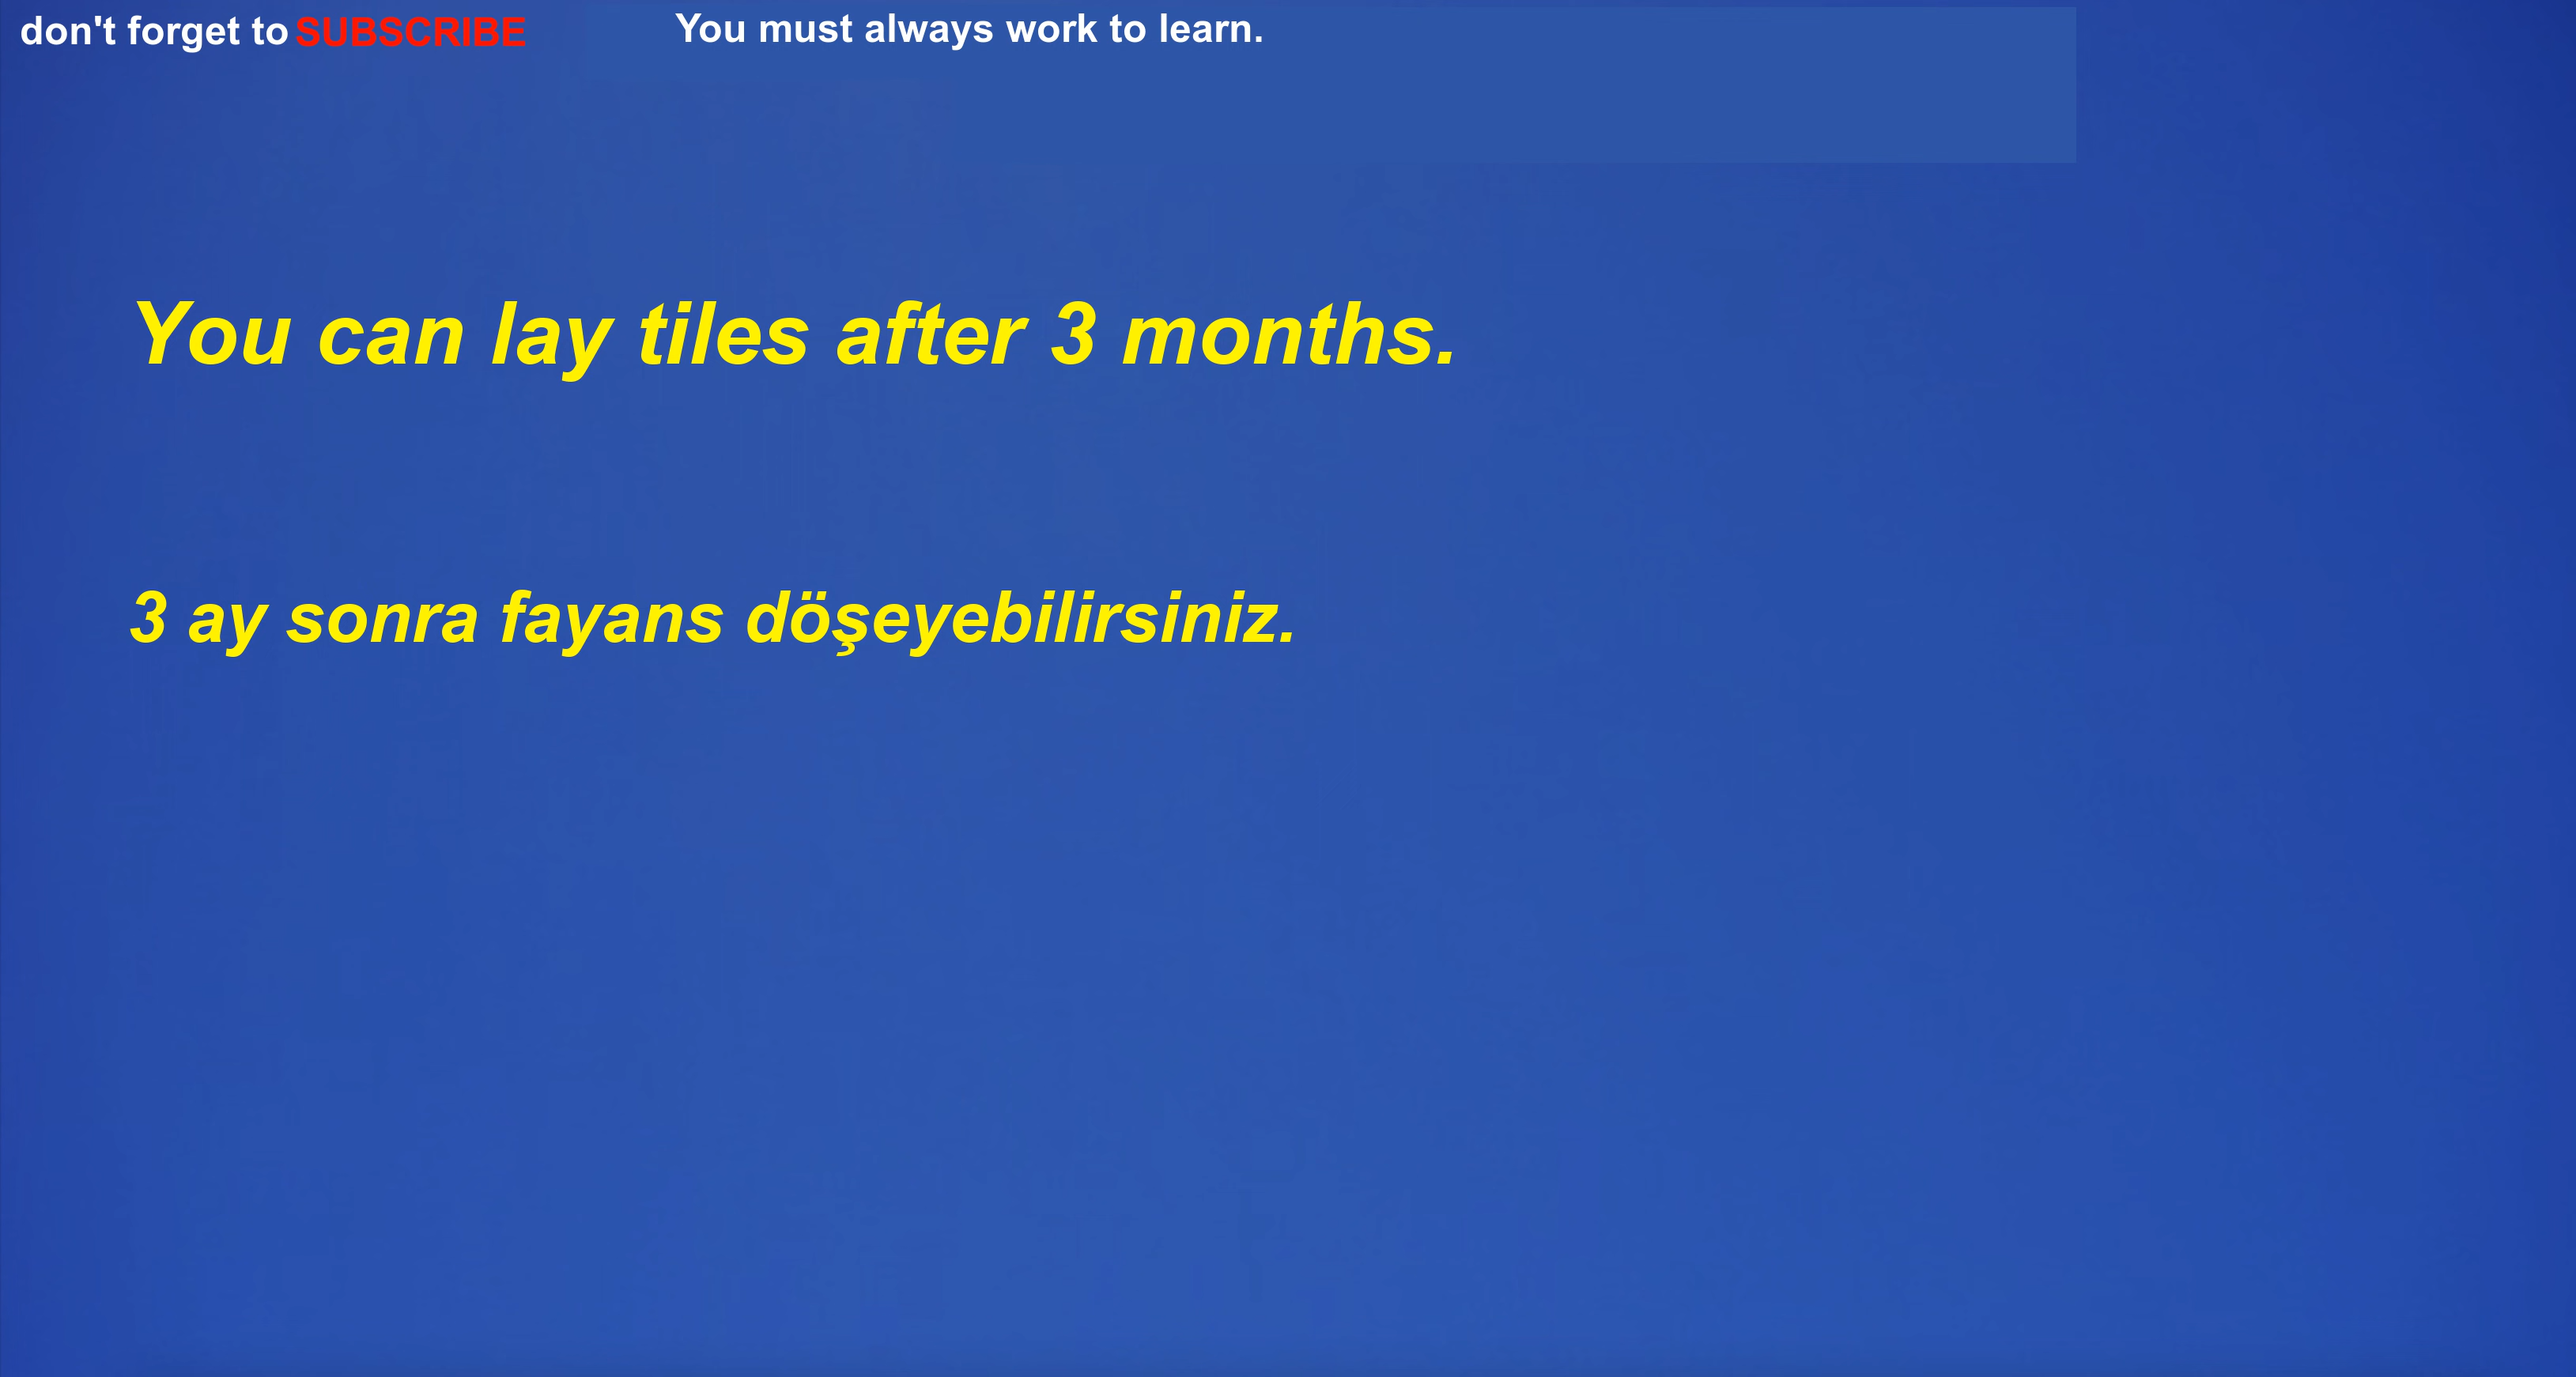 don't forget to SUBSCRIBE
You must always work to learn.
You can lay tiles after 3 months.
3 ay sonra fayans döşeyebilirsiniz.